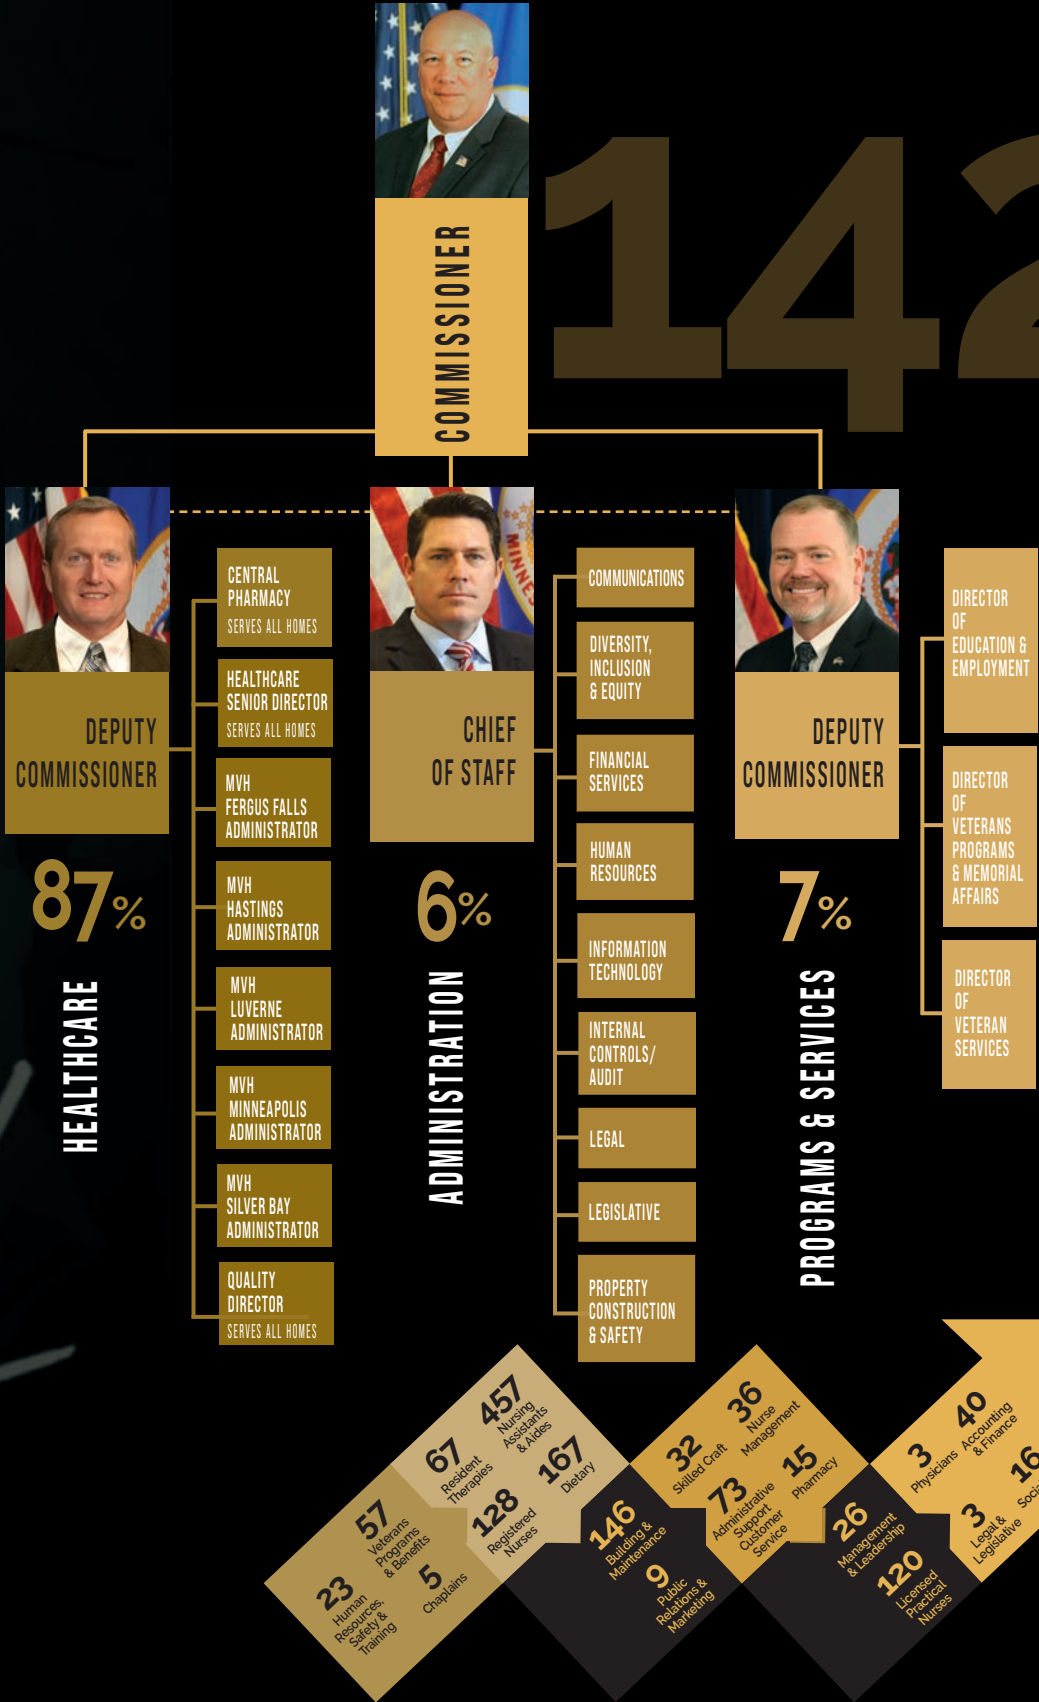 142
COMMISSIONER
DEPUTY
COMMISSIONER
87%
HEALTHCARE
CENTRAL
PHARMACY
SERVES ALL HOMES
HEALTHCARE
SENIOR DIRECTOR
SERVES ALL HOMES
MVH
FERGUS FALLS
ADMINISTRATOR
MVH
HASTINGS
ADMINISTRATOR
MVH
LUVERNE
ADMINISTRATOR
MVH
MINNEAPOLIS
ADMINISTRATOR
MVH
SILVER BAY
ADMINISTRATOR
QUALITY
DIRECTOR
SERVES ALL HOMES
CHIEF
OF STAFF
6%
ADMINISTRATION
COMMUNICATIONS
DIVERSITY,
INCLUSION
& EQUITY
FINANCIAL
SERVICES
HUMAN
RESOURCES
INFORMATION
TECHNOLOGY
INTERNAL
CONTROLS/
AUDIT
LEGAL
LEGISLATIVE
PROPERTY
CONSTRUCTION
& SAFETY
DEPUTY
COMMISSIONER
7%
PROGRAMS & SERVICES
DIRECTOR
OF
EDUCATION &
EMPLOYMENT
DIRECTOR
OF
VETERANS
PROGRAMS
& MEMORIAL
AFFAIRS
DIRECTOR
OF
VETERAN
SERVICES
23
Human
Resources,
Safety &
Training
57
Veterans
Programs
& Benefits
5
Chaplains
67
Resident
Therapies
457
Nursing
Assistants
& Aides
128
Registered
Nurses
167
Dietary
146
Building &
Maintenance
9
Public
Relations &
Marketing
32
Skilled Craft
36
Nurse
Management
73
Administrative
Support
Customer
Service
15
Pharmacy
26
Management
& Leadership
120
Licensed
Practical
Nurses
3
Physicians
40
Accounting
& Finance
3
Legal &
Legislative
16
Socia